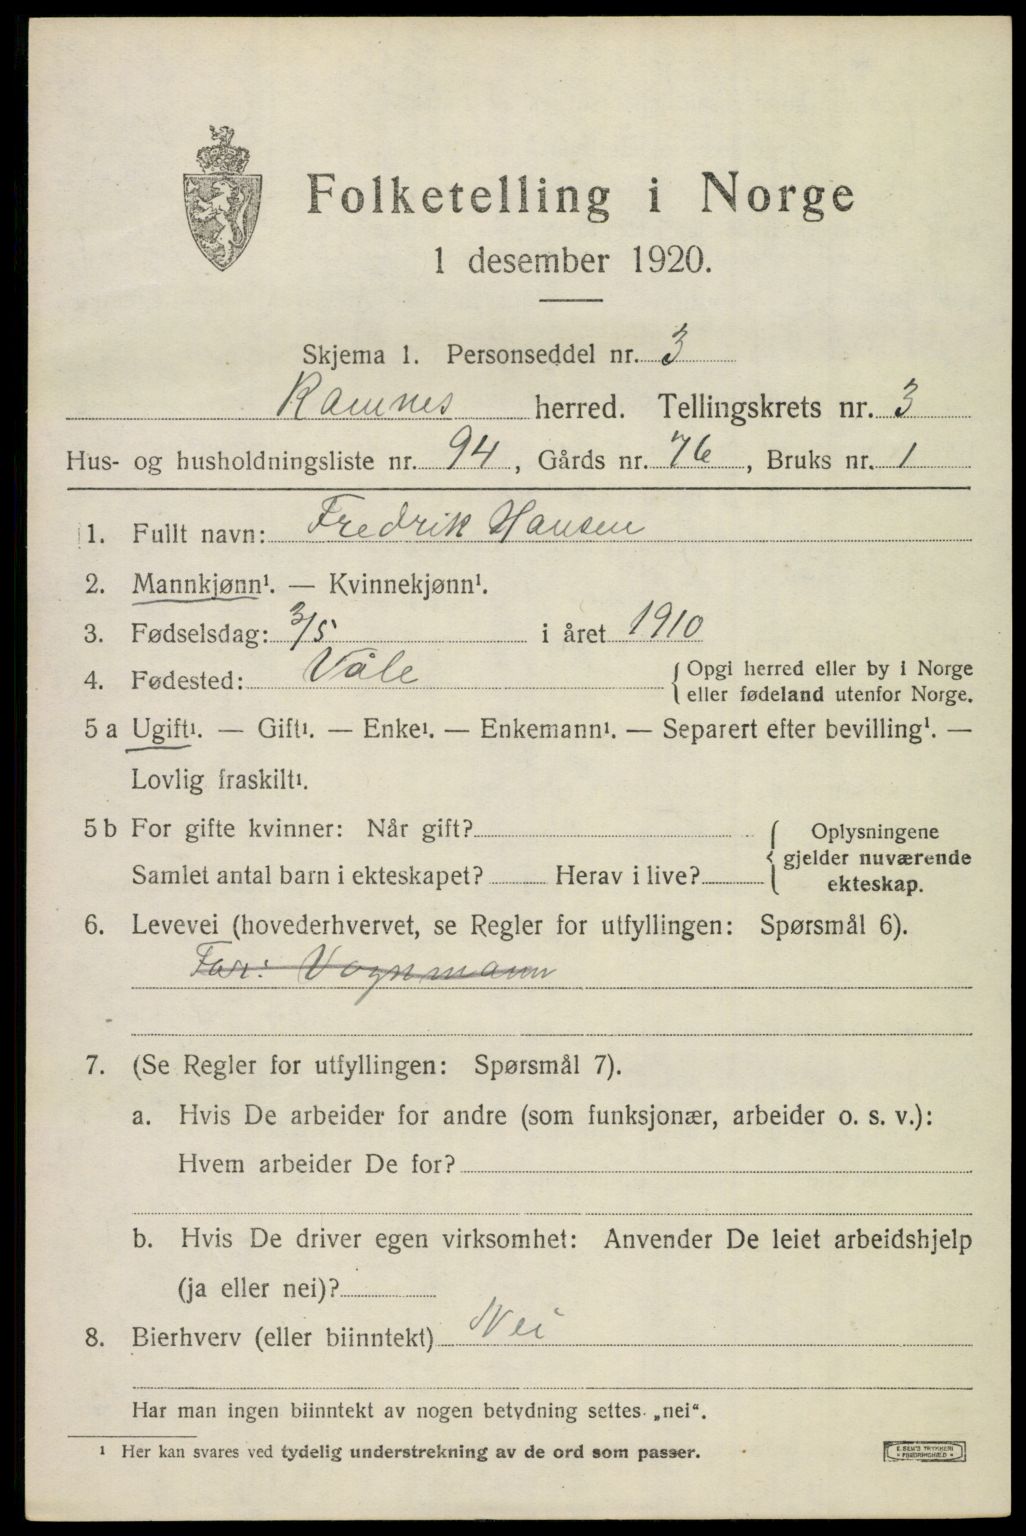 Folketelling i Norge
1 desember 1920.
Skjema 1. Personseddel nr. 3
Ramnes herred. Tellingskrets nr. 3
Hus- og husholdningsliste nr. 94, Gårds nr. 76, Bruks nr. 1
1. Fullt navn: Fredrik Hansen
2. Mannkjønn¹. — Kvinnekjønn¹.
3. Fødselsdag: 3/5 i året 1910
4. Fødested: Våle { Opgi herred eller by i Norge
eller fødeland utenfor Norge.
5 a Ugift¹. — Gift¹. — Enke¹. — Enkemann¹. — Separert efter bevilling¹. —
Lovlig fraskilt¹.
5 b For gifte kvinner: Når gift?
Samlet antal barn i ekteskapet? Herav i live?
{ Oplysningene
gjelder nuværende
ekteskap.
6. Levevei (hovederhvervet, se Regler for utfyllingen: Spørsmål 6).
Far: Vognmann
7. (Se Regler for utfyllingen: Spørsmål 7).
a. Hvis De arbeider for andre (som funksjonær, arbeider o. s. v.):
Hvem arbeider De for?
b. Hvis De driver egen virksomhet: Anvender De leiet arbeidshjelp
(ja eller nei)?
8. Bierhverv (eller biinntekt) Nei
Har man ingen biinntekt av nogen betydning settes „nei“.
¹ Her kan svares ved tydelig understrekning av de ord som passer.
E. SEM'S TRYKKERI
• FREDRIKSHALD •